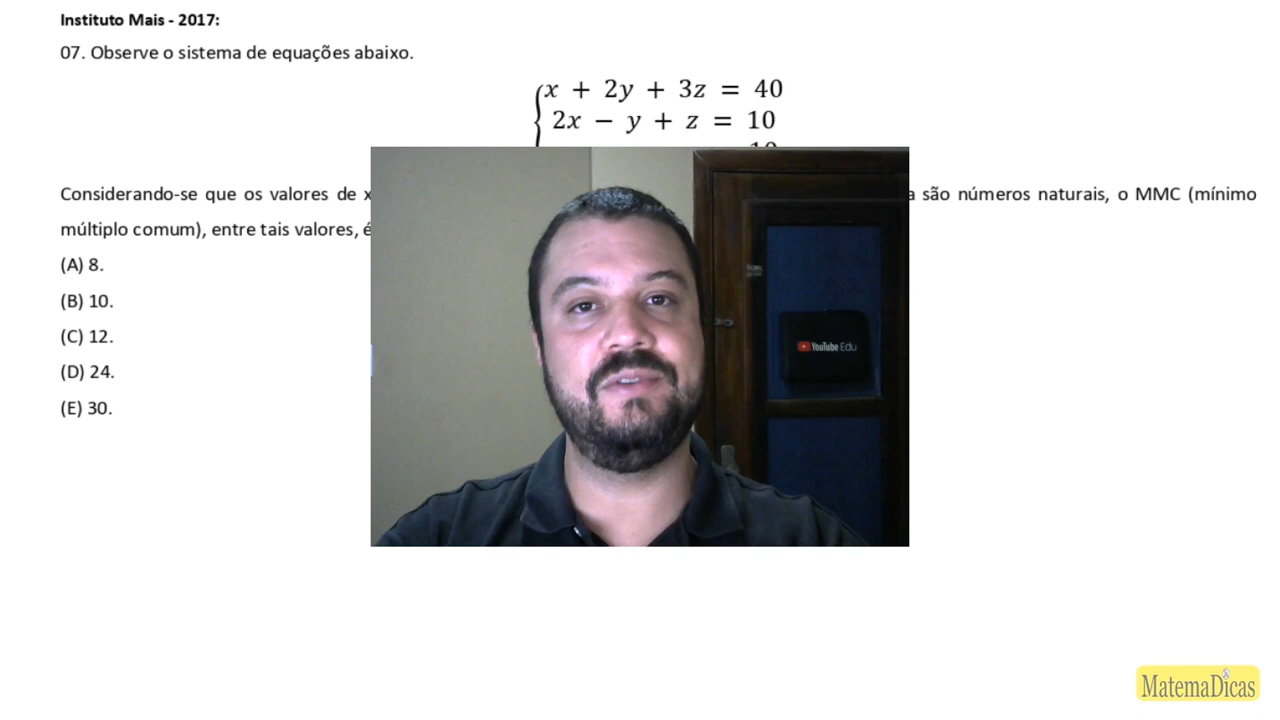 Instituto Mais - 2017:
07. Observe o sistema de equações abaixo.
x + 2y + 3z = 40
2x − y + z = 10
Considerando-se que os valores de x são números naturais, o MMC (mínimo
múltiplo comum), entre tais valores, é
(A) 8.
(B) 10.
(C) 12.
(D) 24.
(E) 30.
YouTube Edu
MatemaDicas